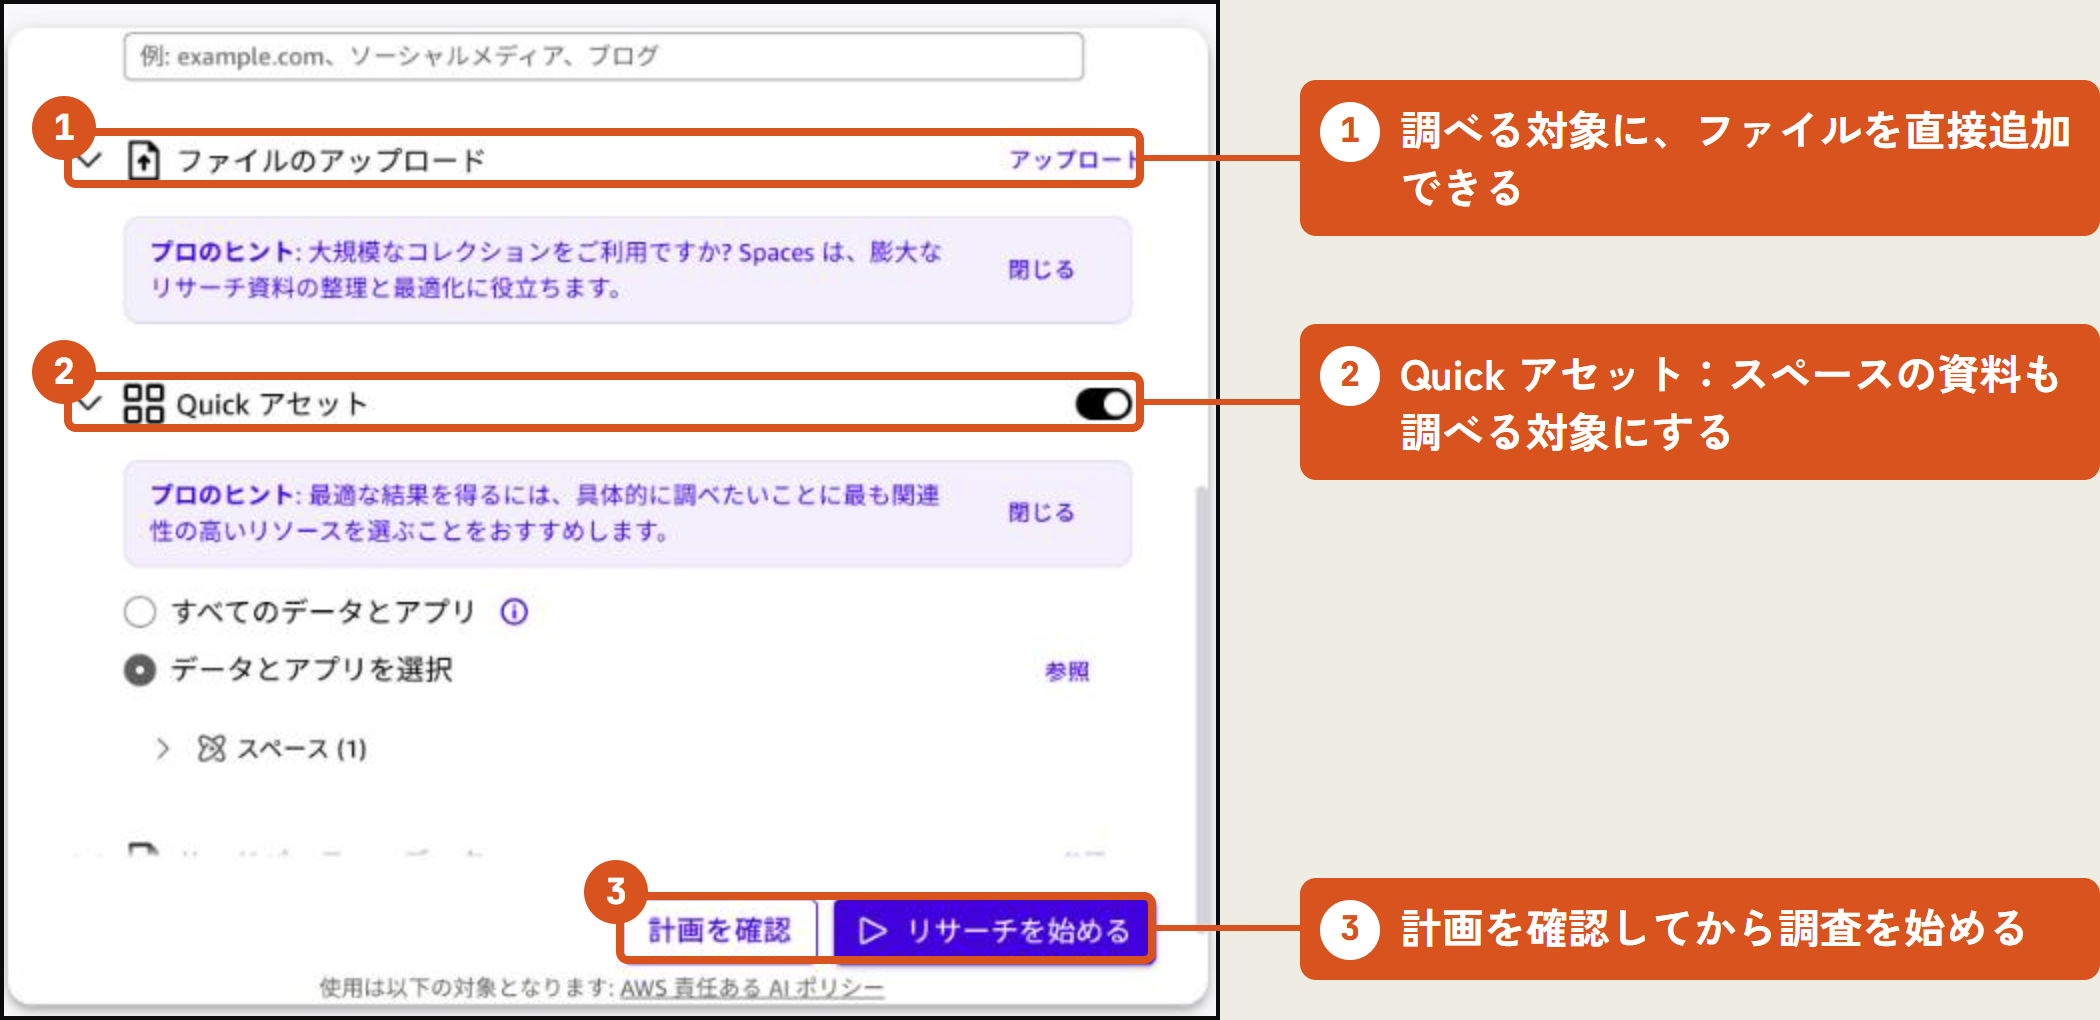 例: example.com、ソーシャルメディア、ブログ
1
ファイルのアップロード
アップロード
プロのヒント: 大規模なコレクションをご利用ですか? Spaces は、膨大な
リサーチ資料の整理と最適化に役立ちます。
閉じる
2
Quick アセット
プロのヒント: 最適な結果を得るには、具体的に調べたいことに最も関連
性の高いリソースを選ぶことをおすすめします。
閉じる
すべてのデータとアプリ
データとアプリを選択
参照
スペース (1)
3
計画を確認
リサーチを始める
使用は以下の対象となります: AWS 責任ある AI ポリシー
1 調べる対象に、ファイルを直接追加
できる
2 Quick アセット：スペースの資料も
調べる対象にする
3 計画を確認してから調査を始める